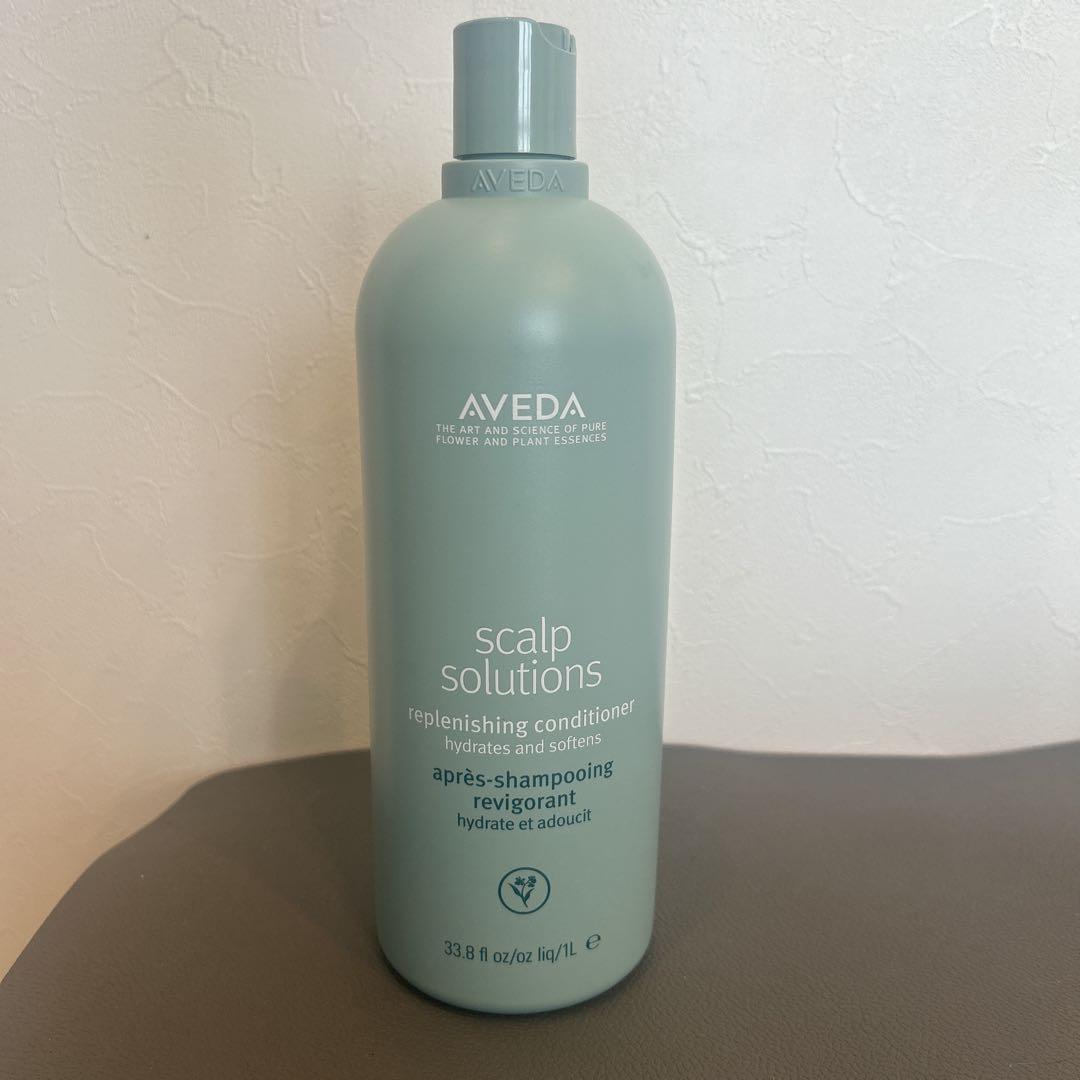 AVEDA
AVEDA
THE ART AND SCIENCE OF PURE
FLOWER AND PLANT ESSENCES
scalp
solutions
replenishing conditioner
hydrates and softens
après-shampooing
revigorant
hydrate et adoucit
33.8 fl oz/oz liq/1L ℮